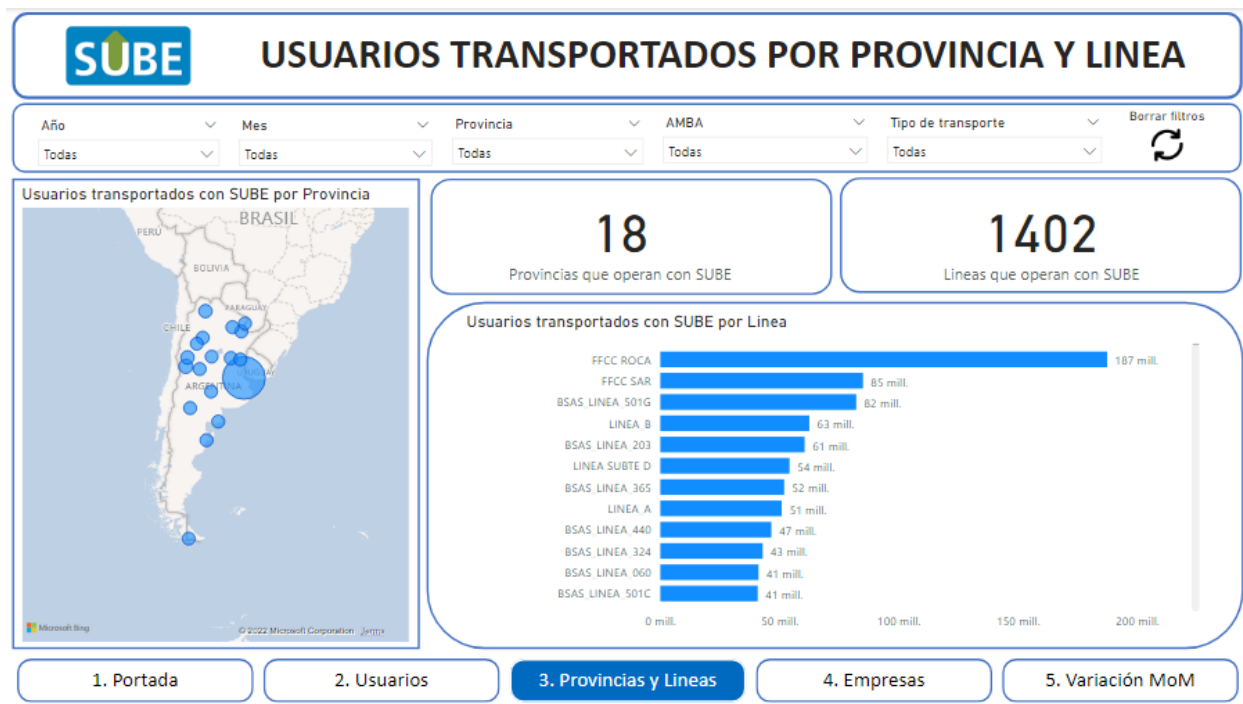 SUBE
USUARIOS TRANSPORTADOS POR PROVINCIA Y LINEA
Año
Todas
Mes
Todas
Provincia
Todas
AMBA
Todas
Tipo de transporte
Todas
Borrar filtros
Usuarios transportados con SUBE por Provincia
BRASIL
PERÚ
BOLIVIA
PARAGUAY
CHILE
URUGUAY
ARGENTINA
Microsoft Bing
© 2022 Microsoft Corporation Terms
18
Provincias que operan con SUBE
1402
Lineas que operan con SUBE
Usuarios transportados con SUBE por Linea
FFCC ROCA 187 mill.
FFCC SAR 85 mill.
BSAS_LINEA_501G 82 mill.
LINEA_B 63 mill.
BSAS_LINEA_203 61 mill.
LINEA SUBTE D 54 mill.
BSAS_LINEA_365 52 mill.
LINEA_A 51 mill.
BSAS_LINEA_440 47 mill.
BSAS_LINEA_324 43 mill.
BSAS_LINEA_060 41 mill.
BSAS_LINEA_501C 41 mill.
0 mill. 50 mill. 100 mill. 150 mill. 200 mill.
1. Portada
2. Usuarios
3. Provincias y Lineas
4. Empresas
5. Variación MoM